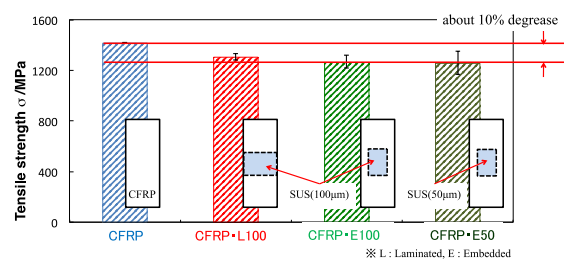 about 10% degrease
1600
1200
800
400
0
Tensile strength σ /MPa
CFRP
SUS(100μm)
SUS(50μm)
CFRP
CFRP・L100
CFRP・E100
CFRP・E50
※ L : Laminated, E : Embedded